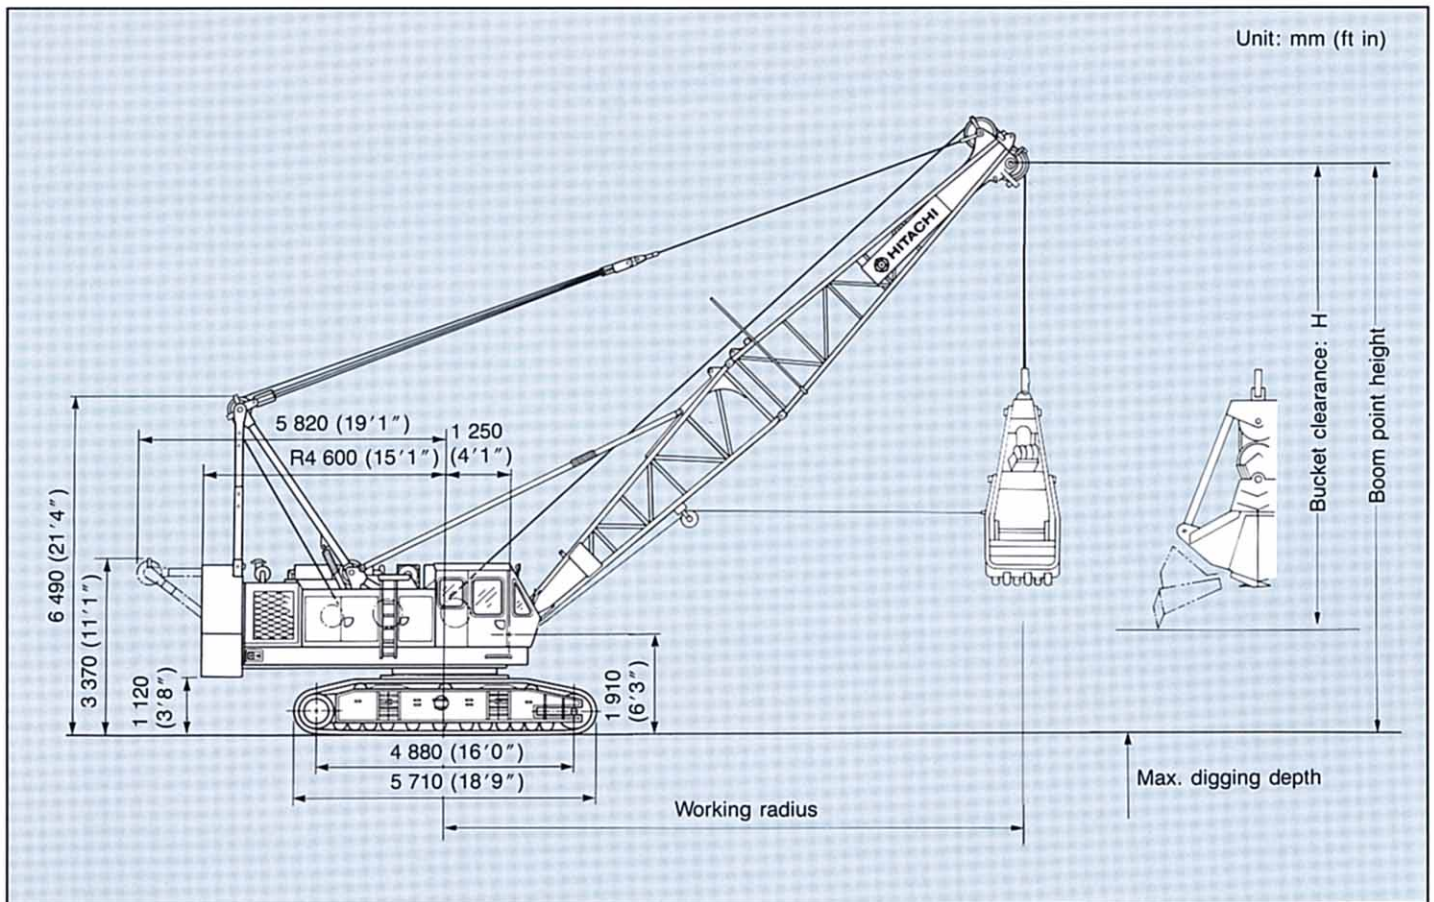 Unit: mm (ft in)
HITACHI
5 820 (19′1″)
1 250
(4′1″)
R4 600 (15′1″)
6 490 (21′4″)
3 370 (11′1″)
1 120
(3′8″)
1 910
(6′3″)
4 880 (16′0″)
5 710 (18′9″)
Working radius
Max. digging depth
Bucket clearance: H
Boom point height